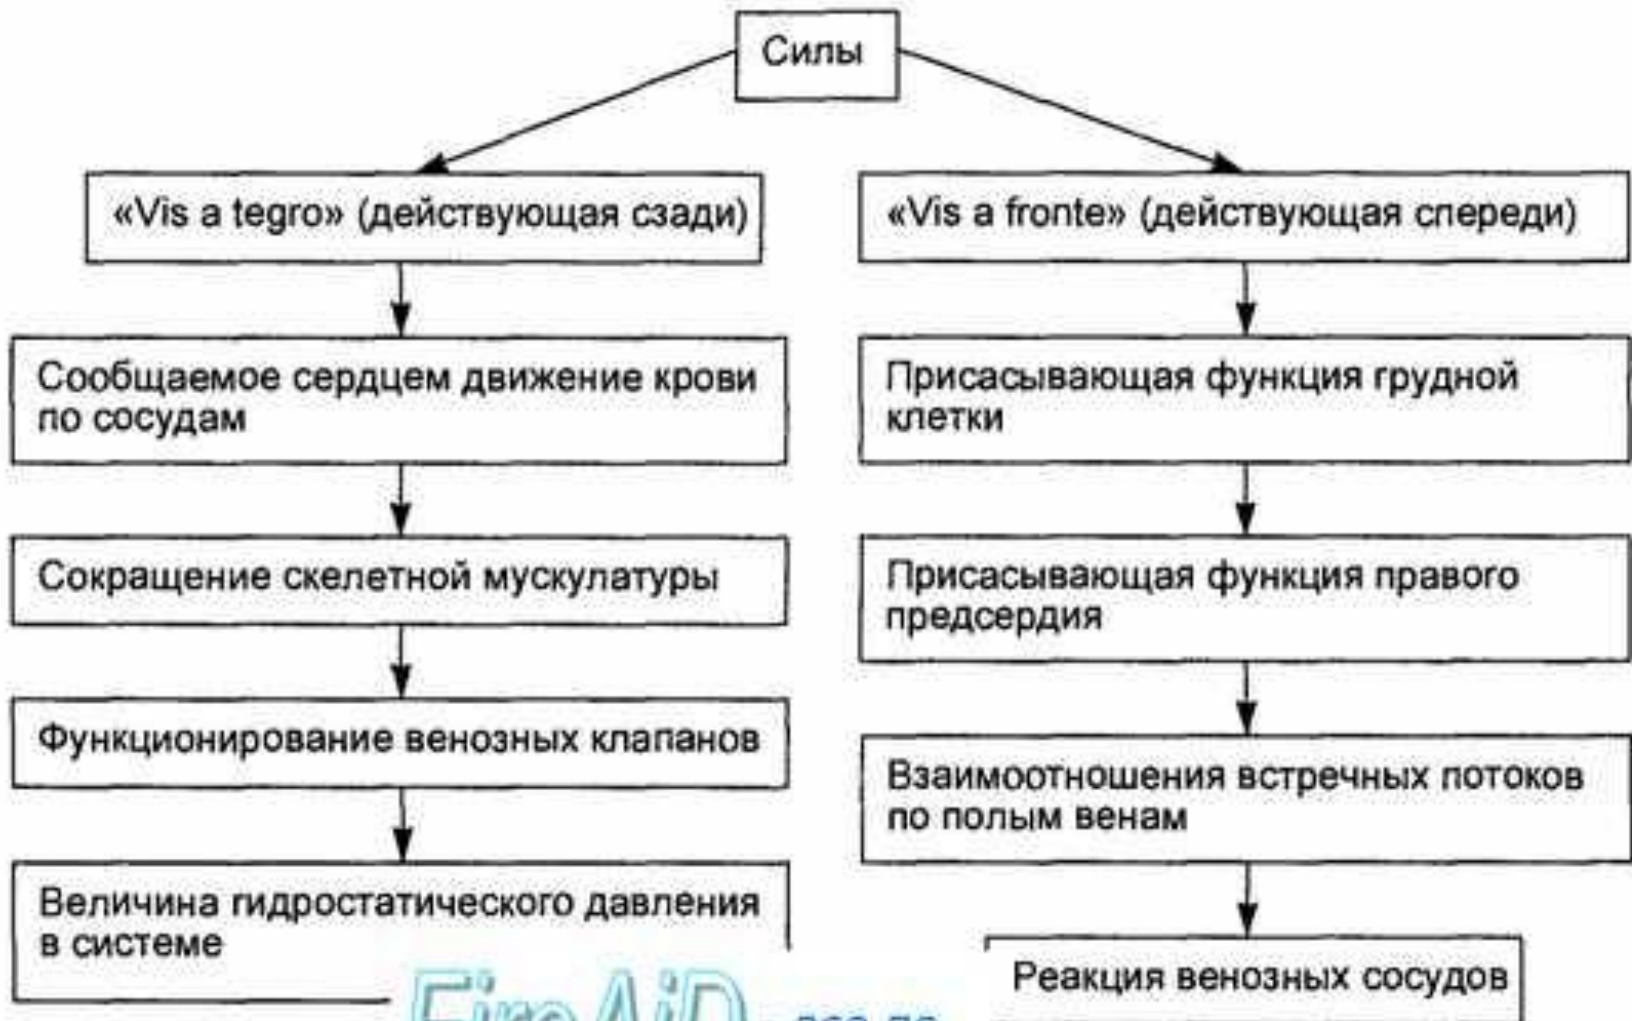 Силы
«Vis a tegro» (действующая сзади)
«Vis a fronte» (действующая спереди)
Сообщаемое сердцем движение крови
по сосудам
Присасывающая функция грудной
клетки
Сокращение скелетной мускулатуры
Присасывающая функция правого
предсердия
Функционирование венозных клапанов
Взаимоотношения встречных потоков
по полым венам
Величина гидростатического давления
в системе
Реакция венозных сосудов